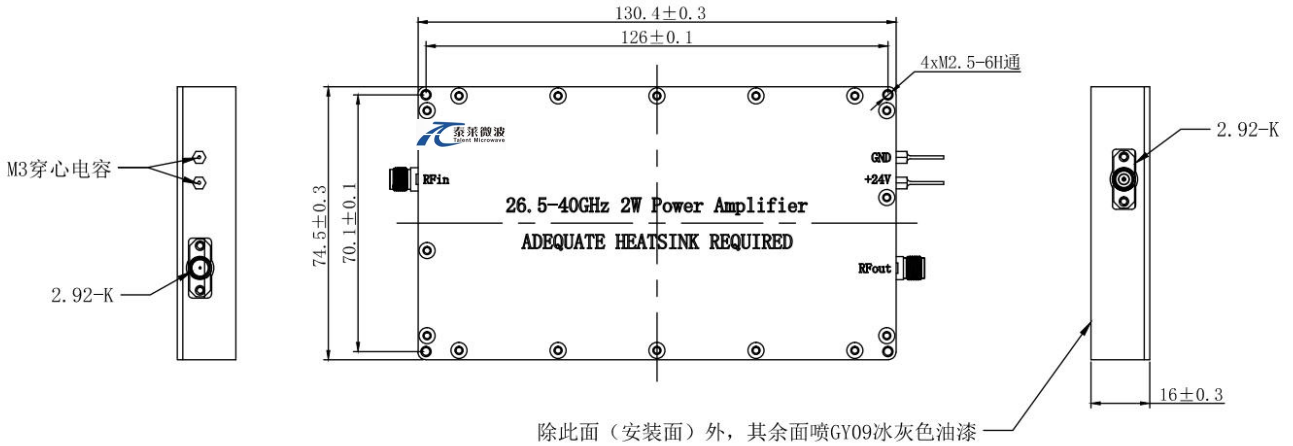 130.4±0.3
126±0.1
4xM2.5-6H通
泰莱微波
Talent Microwave
2.92-K
M3穿心电容
GND
+24V
RFin
74.5±0.3
70.1±0.1
26.5-40GHz 2W Power Amplifier
ADEQUATE HEATSINK REQUIRED
RFout
2.92-K
16±0.3
除此面（安装面）外，其余面喷GY09冰灰色油漆